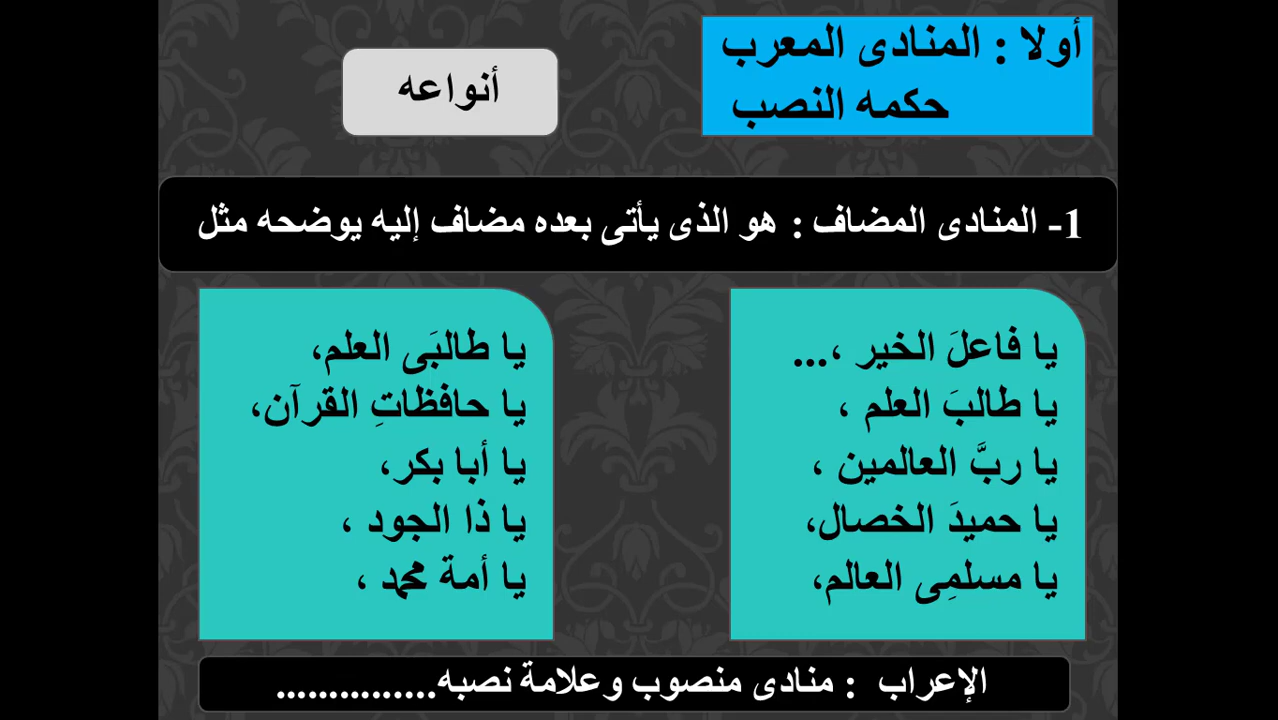 أولا : المنادى المعرب
حكمه النصب
أنواعه
1- المنادى المضاف : هو الذى يأتى بعده مضاف إليه يوضحه مثل
يا فاعلَ الخير ،...
يا طالبَ العلم ،
يا ربَّ العالمين ،
يا حميدَ الخصال،
يا مسلمِى العالم،
يا طالبَى العلم،
يا حافظاتِ القرآن،
يا أبا بكر،
يا ذا الجود ،
يا أمة محمد ،
الإعراب : منادى منصوب وعلامة نصبه...............